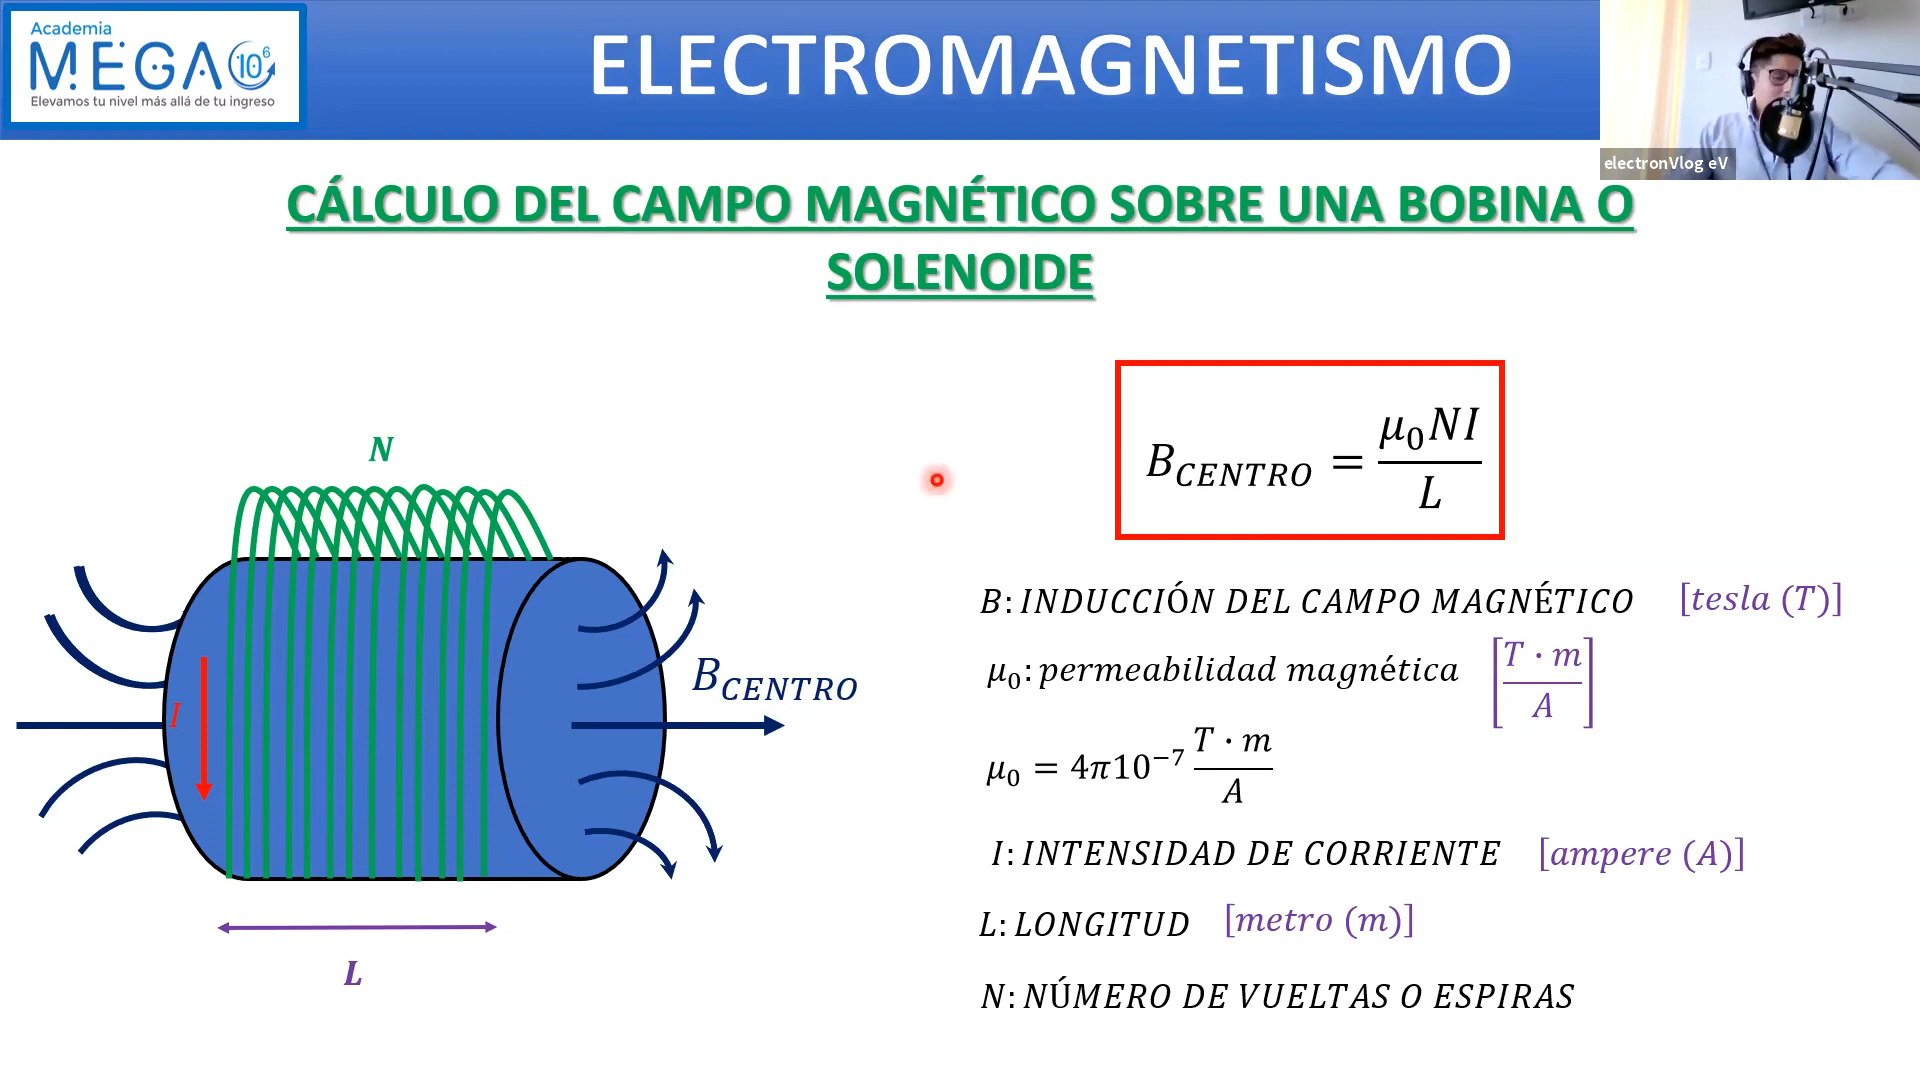 Academia
MEGA 10⁶
Elevamos tu nivel más allá de tu ingreso
ELECTROMAGNETISMO
electronVlog eV
CÁLCULO DEL CAMPO MAGNÉTICO SOBRE UNA BOBINA O
SOLENOIDE
N
I
B_CENTRO
L
B_CENTRO = μ₀NI / L
B: INDUCCIÓN DEL CAMPO MAGNÉTICO [tesla (T)]
μ₀: permeabilidad magnética [T · m / A]
μ₀ = 4π10⁻⁷ T · m / A
I: INTENSIDAD DE CORRIENTE [ampere (A)]
L: LONGITUD [metro (m)]
N: NÚMERO DE VUELTAS O ESPIRAS